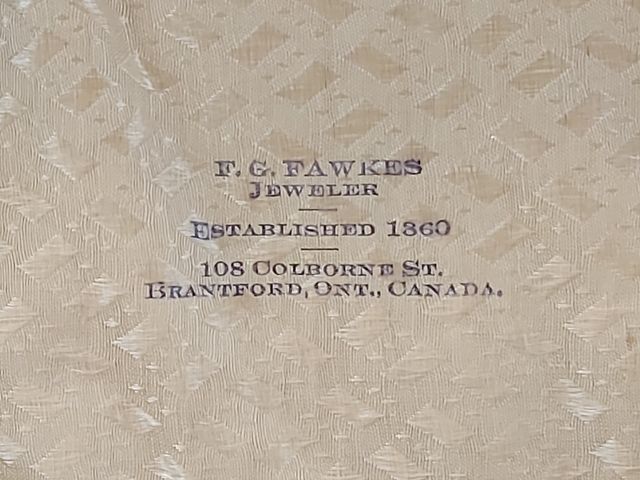 F. G. FAWKES
JEWELER
ESTABLISHED 1860
108 COLBORNE ST.
BRANTFORD, ONT., CANADA.